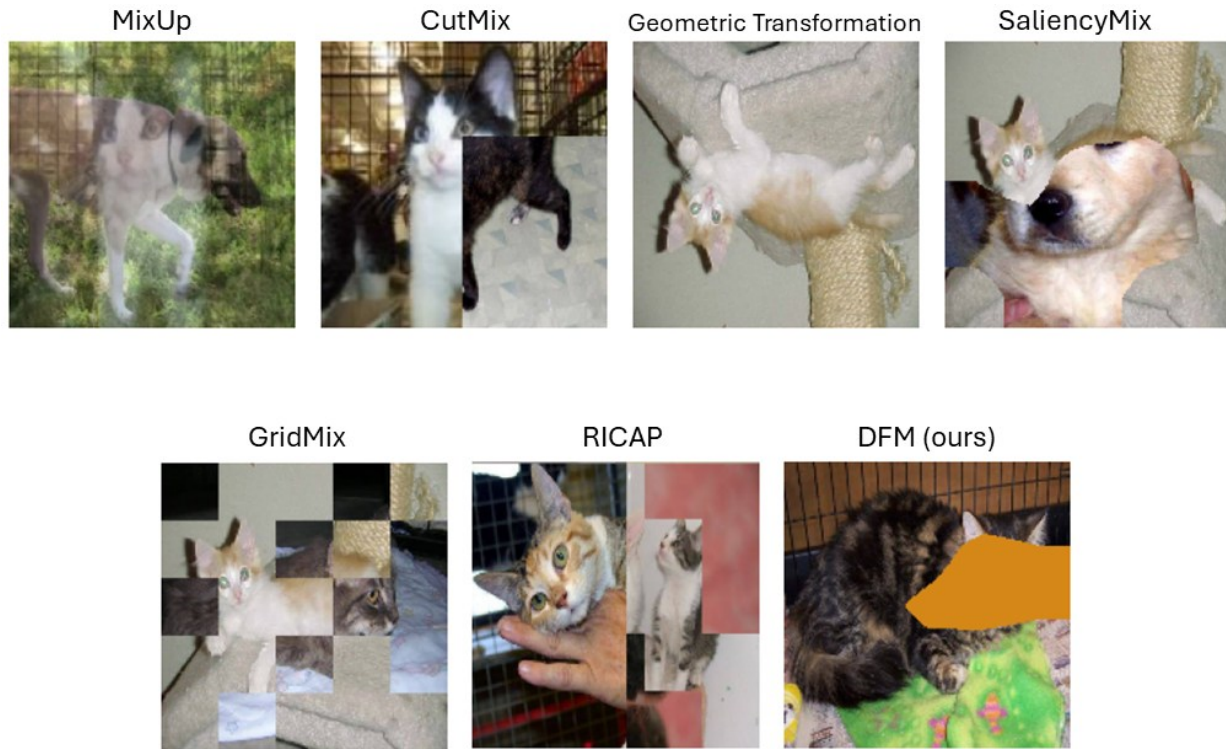 MixUp
CutMix
Geometric Transformation
SaliencyMix
GridMix
RICAP
DFM (ours)